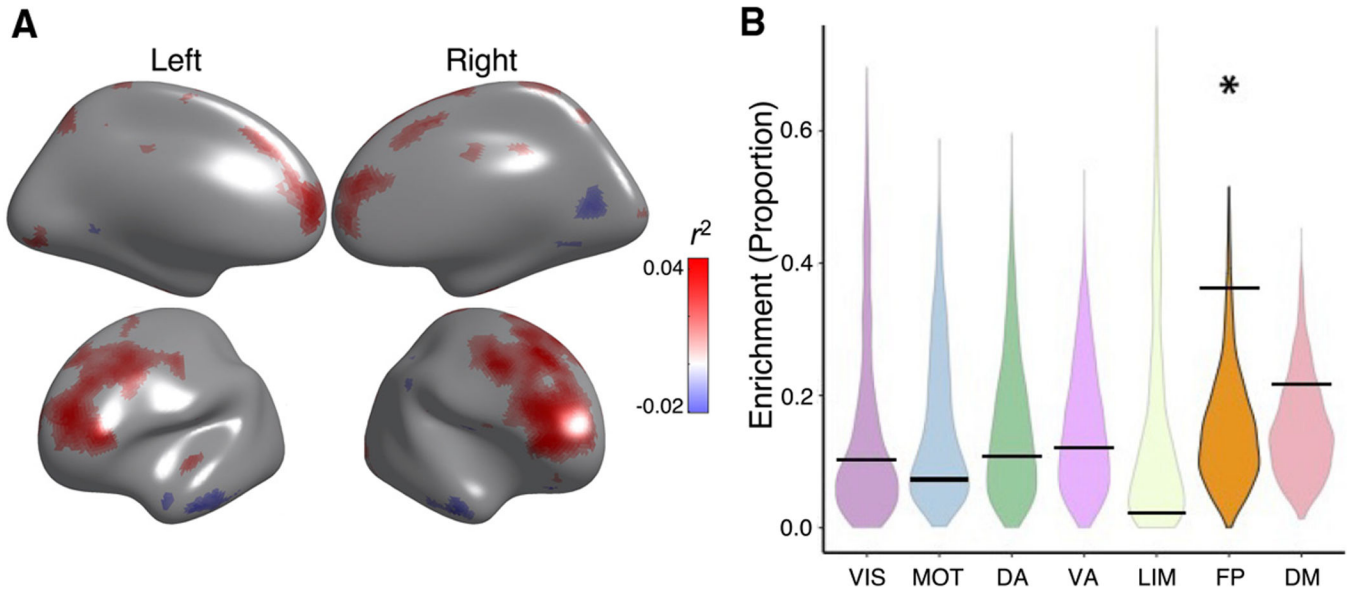 A
Left Right
r²
0.04
-0.02
B
*
Enrichment (Proportion)
0.6
0.4
0.2
0.0
VIS MOT DA VA LIM FP DM